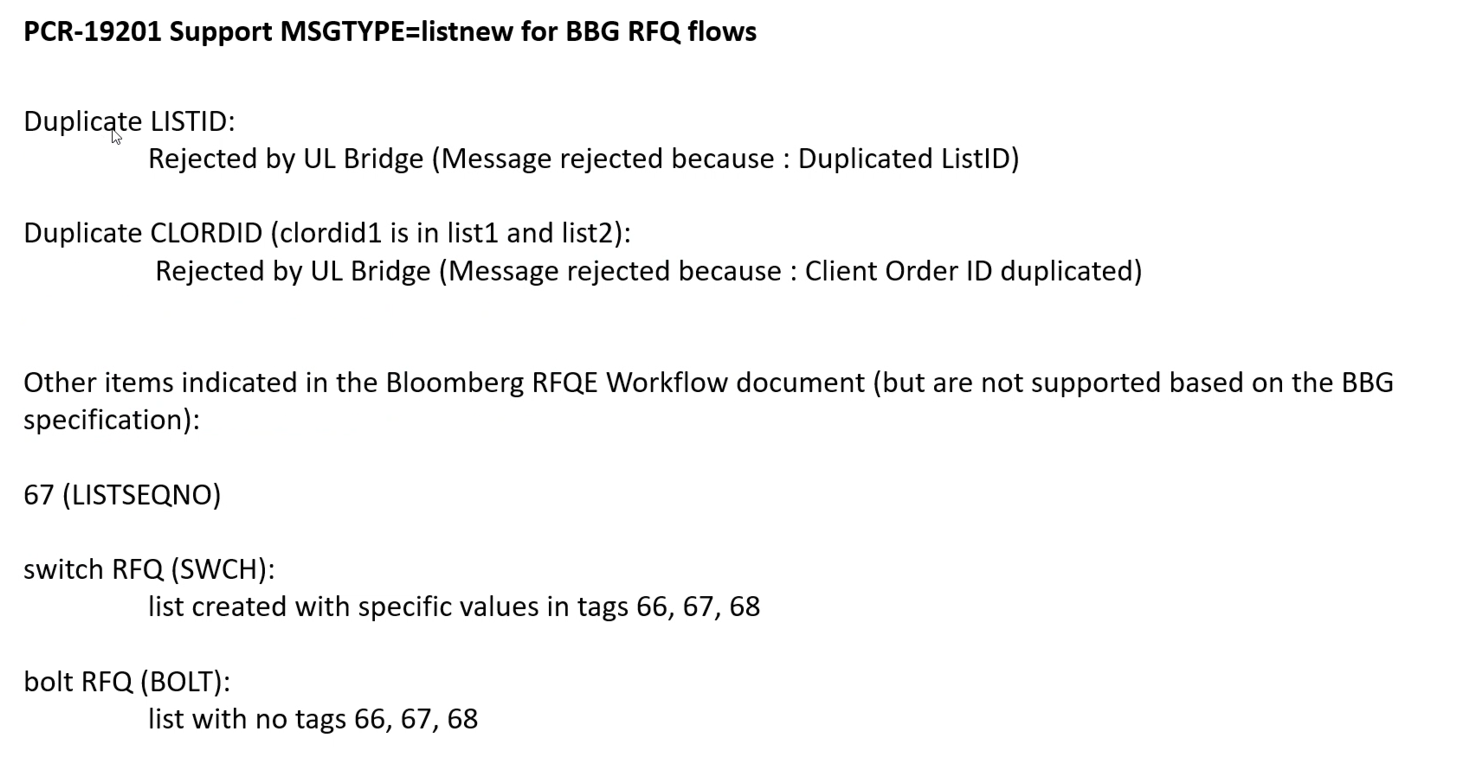 PCR-19201 Support MSGTYPE=listnew for BBG RFQ flows
Duplicate LISTID:
Rejected by UL Bridge (Message rejected because : Duplicated ListID)
Duplicate CLORDID (clordid1 is in list1 and list2):
Rejected by UL Bridge (Message rejected because : Client Order ID duplicated)
Other items indicated in the Bloomberg RFQE Workflow document (but are not supported based on the BBG
specification):
67 (LISTSEQNO)
switch RFQ (SWCH):
list created with specific values in tags 66, 67, 68
bolt RFQ (BOLT):
list with no tags 66, 67, 68